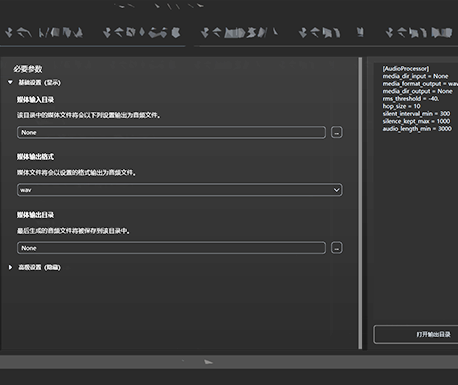 必要参数
基础设置 (显示)
媒体输入目录
该目录中的媒体文件将会以下列设置输出为音频文件。
None
...
媒体输出格式
媒体文件将会以设置的格式输出为音频文件。
wav
媒体输出目录
最后生成的音频文件将被保存到该目录中。
None
...
高级设置 (隐藏)
[AudioProcessor]
media_dir_input = None
media_format_output = wav
media_dir_output = None
rms_threshold = -40.
hop_size = 10
silent_interval_min = 300
silence_kept_max = 1000
audio_length_min = 3000
打开输出目录